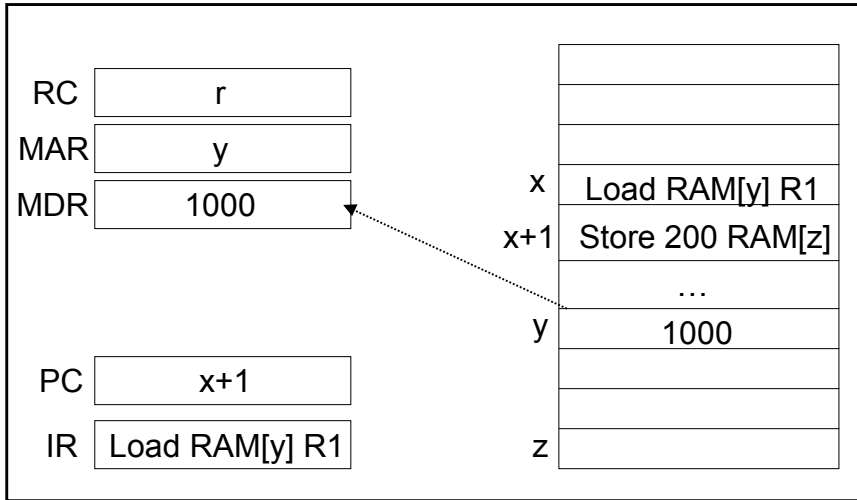 RC r
MAR y
MDR 1000
PC x+1
IR Load RAM[y] R1
x Load RAM[y] R1
x+1 Store 200 RAM[z]
...
y 1000
z